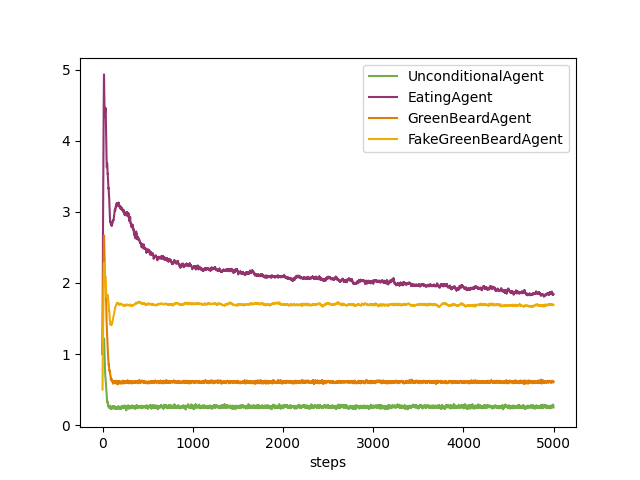 5
4
3
2
1
0
UnconditionalAgent
EatingAgent
GreenBeardAgent
FakeGreenBeardAgent
0 1000 2000 3000 4000 5000
steps